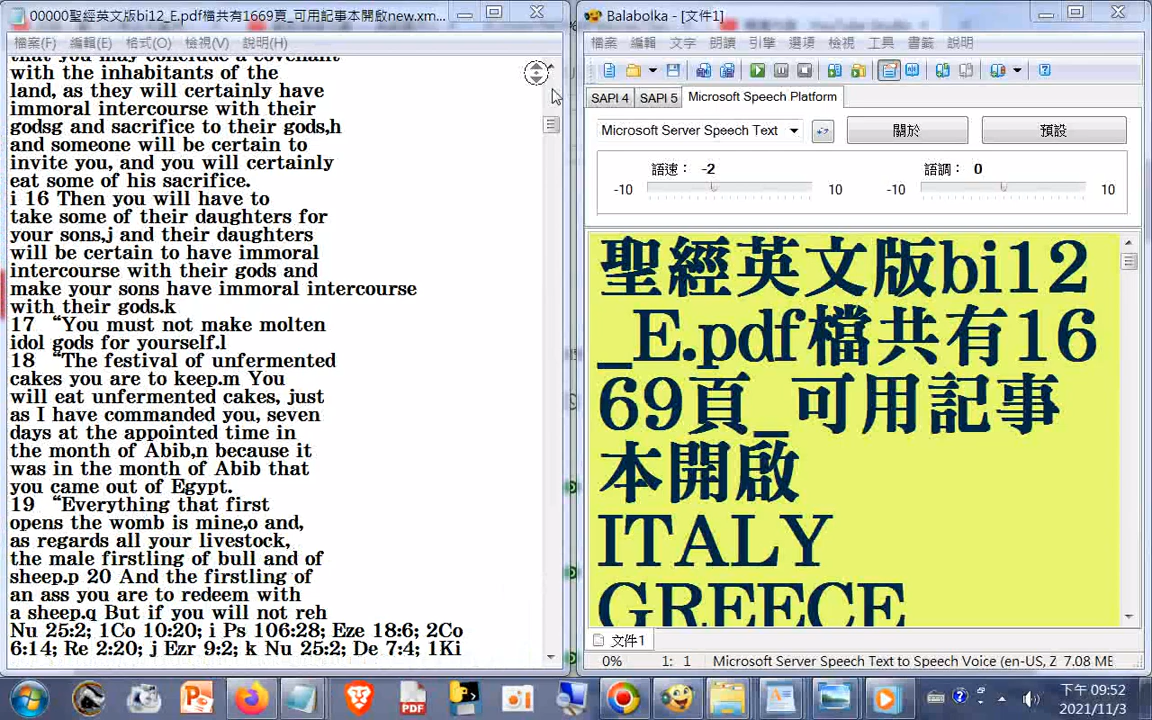 00000聖經英文版bi12_E.pdf檔共有1669頁_可用記事本開啟new.xm...
檔案(F) 編輯(E) 格式(O) 檢視(V) 說明(H)
that you may conclude a covenant
with the inhabitants of the
land, as they will certainly have
immoral intercourse with their
godsg and sacrifice to their gods,h
and someone will be certain to
invite you, and you will certainly
eat some of his sacrifice.
i 16 Then you will have to
take some of their daughters for
your sons,j and their daughters
will be certain to have immoral
intercourse with their gods and
make your sons have immoral intercourse
with their gods.k
17 “You must not make molten
idol gods for yourself.l
18 “The festival of unfermented
cakes you are to keep.m You
will eat unfermented cakes, just
as I have commanded you, seven
days at the appointed time in
the month of Abib,n because it
was in the month of Abib that
you came out of Egypt.
19 “Everything that first
opens the womb is mine,o and,
as regards all your livestock,
the male firstling of bull and of
sheep.p 20 And the firstling of
an ass you are to redeem with
a sheep.q But if you will not reh
Nu 25:2; 1Co 10:20; i Ps 106:28; Eze 18:6; 2Co
6:14; Re 2:20; j Ezr 9:2; k Nu 25:2; De 7:4; 1Ki
Balabolka - [文件1]
檔案 編輯 文字 朗讀 引擎 選項 檢視 工具 書籤 說明
SAPI 4 SAPI 5 Microsoft Speech Platform
Microsoft Server Speech Text 關於 預設
語速： -2 語調： 0
-10 10 -10 10
聖經英文版bi12
_E.pdf檔共有16
69頁_可用記事
本開啟
ITALY
GREECE
文件1
0% 1: 1 Microsoft Server Speech Text to Speech Voice (en-US, Z 7.08 ME
下午 09:52
2021/11/3